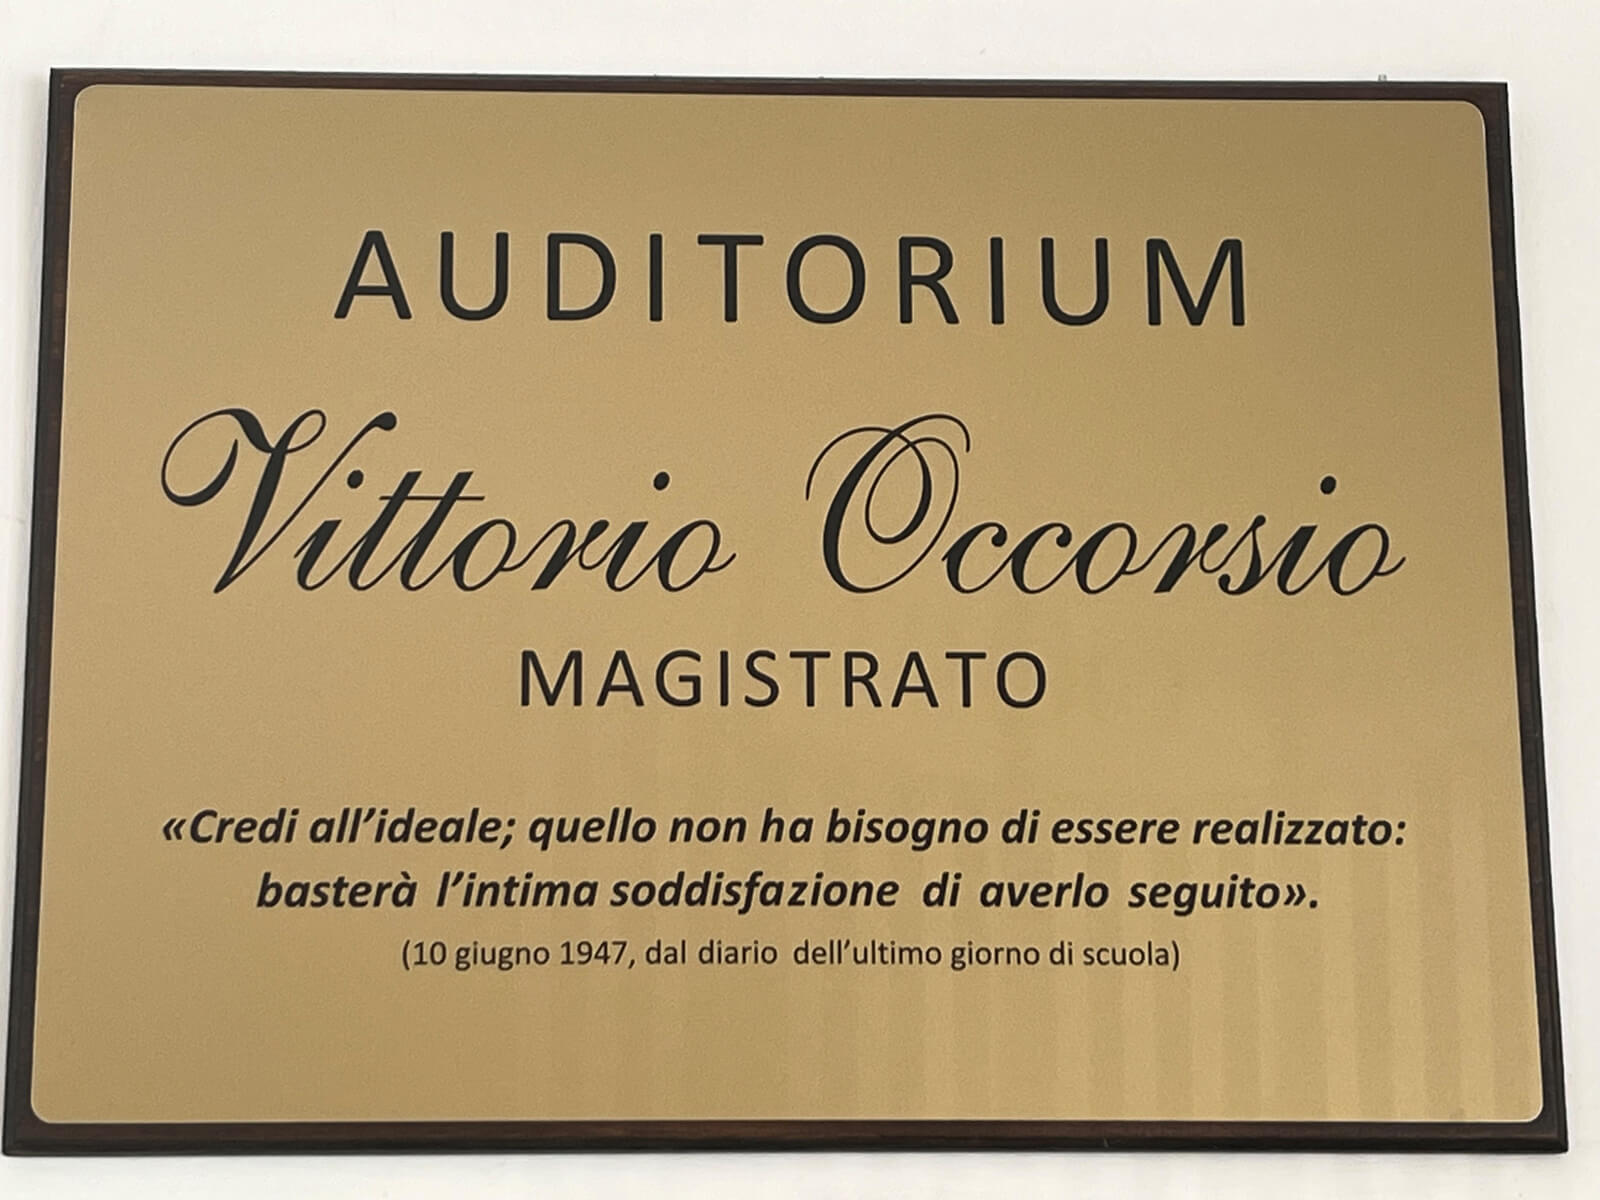 AUDITORIUM
Vittorio Occorsio
MAGISTRATO
«Credi all’ideale; quello non ha bisogno di essere realizzato:
basterà l’intima soddisfazione di averlo seguito».
(10 giugno 1947, dal diario dell’ultimo giorno di scuola)